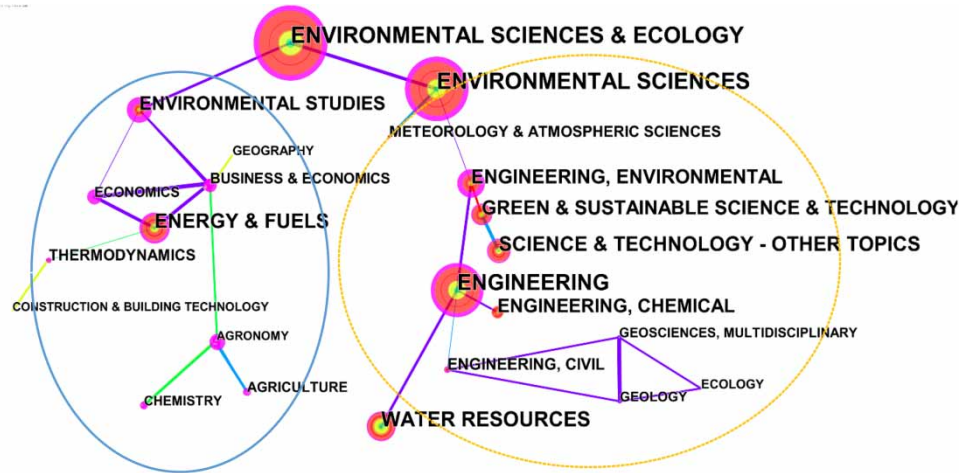 ENVIRONMENTAL SCIENCES & ECOLOGY
ENVIRONMENTAL SCIENCES
ENVIRONMENTAL STUDIES
METEOROLOGY & ATMOSPHERIC SCIENCES
GEOGRAPHY
BUSINESS & ECONOMICS
ENGINEERING, ENVIRONMENTAL
ECONOMICS
GREEN & SUSTAINABLE SCIENCE & TECHNOLOGY
ENERGY & FUELS
SCIENCE & TECHNOLOGY - OTHER TOPICS
THERMODYNAMICS
ENGINEERING
CONSTRUCTION & BUILDING TECHNOLOGY
ENGINEERING, CHEMICAL
GEOSCIENCES, MULTIDISCIPLINARY
AGRONOMY
ENGINEERING, CIVIL
AGRICULTURE
ECOLOGY
CHEMISTRY
GEOLOGY
WATER RESOURCES